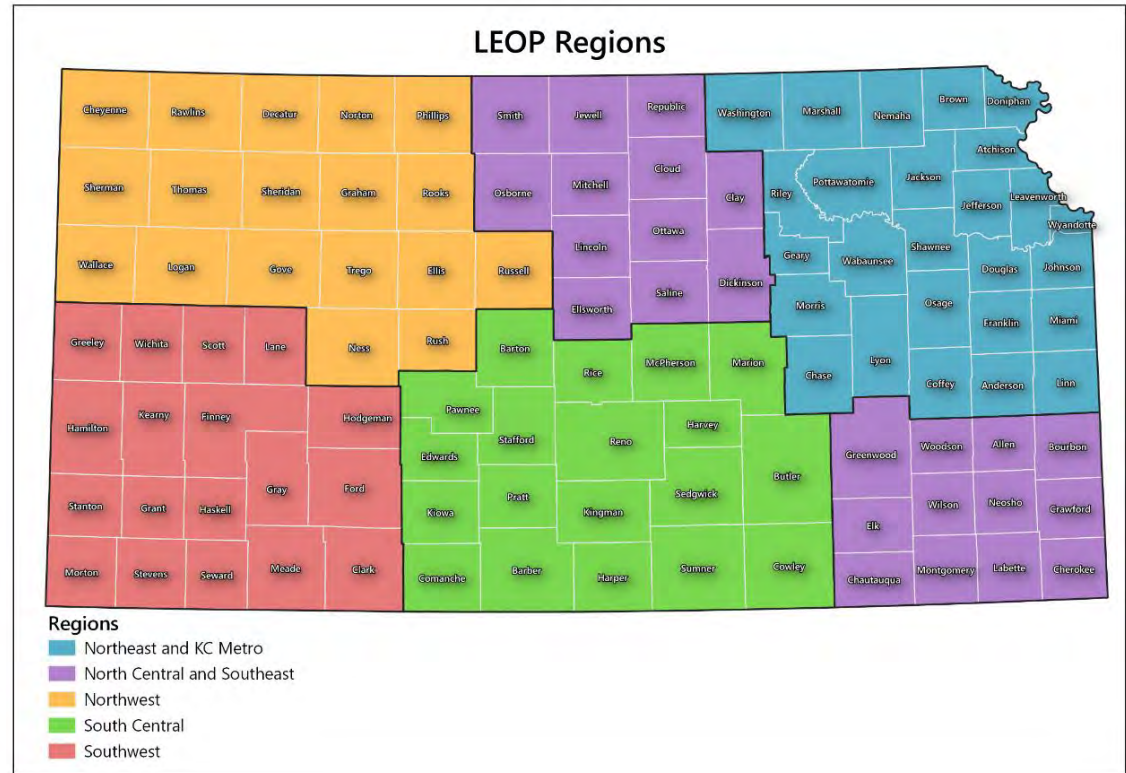 LEOP Regions
Cheyenne Rawlins Decatur Norton Phillips Smith Jewell Republic Washington Marshall Nemaha Brown Doniphan
Sherman Thomas Sheridan Graham Rooks Osborne Mitchell Cloud Clay Riley Pottawatomie Jackson Atchison
Jefferson Leavenworth Wyandotte
Wallace Logan Gove Trego Ellis Russell Lincoln Ottawa Dickinson Geary Wabaunsee Shawnee Douglas Johnson
Ellsworth Saline Morris Osage Franklin Miami
Greeley Wichita Scott Lane Ness Rush Barton Rice McPherson Marion Chase Lyon Coffey Anderson Linn
Hamilton Kearny Finney Hodgeman Pawnee Stafford Reno Harvey Greenwood Woodson Allen Bourbon
Edwards Butler
Stanton Grant Haskell Gray Ford Kiowa Pratt Kingman Sedgwick Elk Wilson Neosho Crawford
Morton Stevens Seward Meade Clark Comanche Barber Harper Sumner Cowley Chautauqua Montgomery Labette Cherokee
Regions
Northeast and KC Metro
North Central and Southeast
Northwest
South Central
Southwest